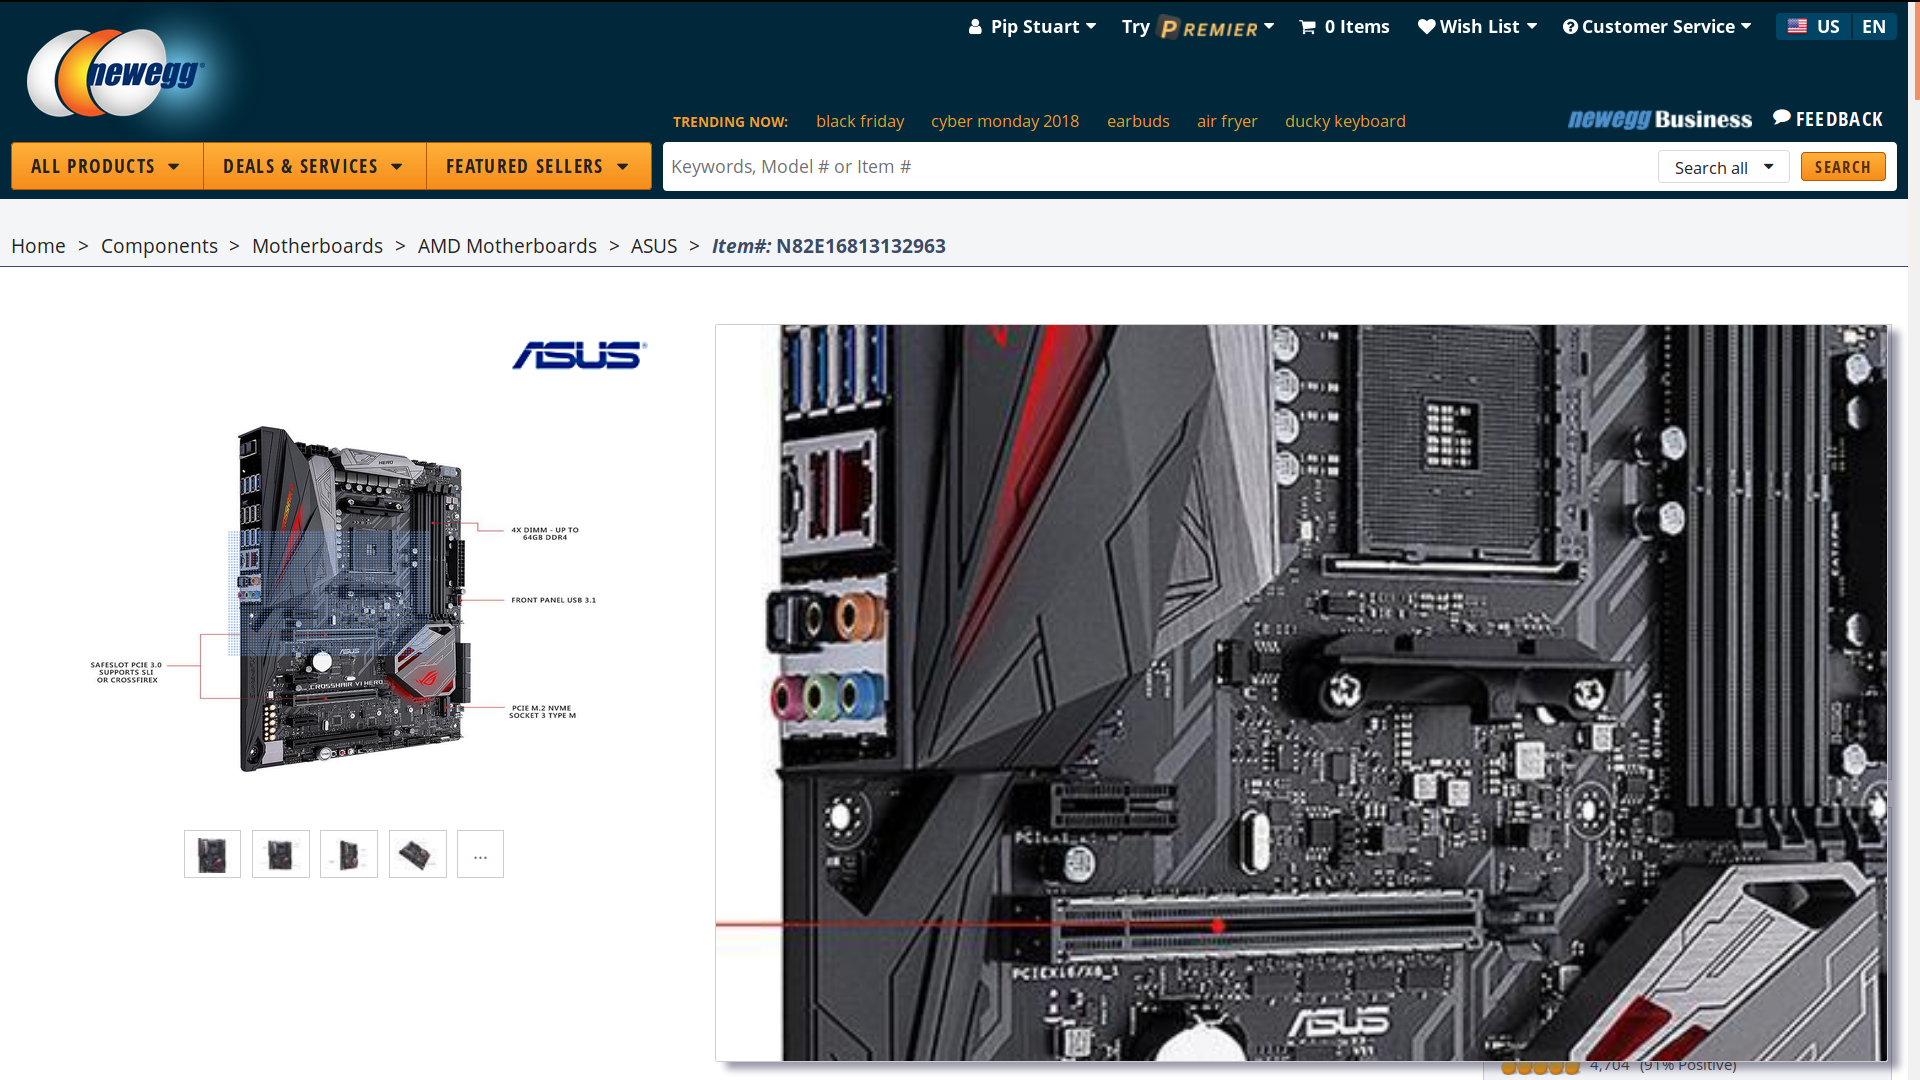 Pip Stuart
Try PREMIER
0 Items
Wish List
Customer Service
US
EN
newegg
TRENDING NOW:
black friday
cyber monday 2018
earbuds
air fryer
ducky keyboard
newegg Business
FEEDBACK
ALL PRODUCTS
DEALS & SERVICES
FEATURED SELLERS
Keywords, Model # or Item #
Search all
SEARCH
Home > Components > Motherboards > AMD Motherboards > ASUS > Item#: N82E16813132963
ASUS
HERO
4X DIMM - UP TO
64GB DDR4
FRONT PANEL USB 3.1
SAFESLOT PCIE 3.0
SUPPORTS SLI
OR CROSSFIREX
ASUS
CROSSHAIR VI HERO
PCIE M.2 NVME
SOCKET 3 TYPE M
...
PCIEX16/X8_1
ASUS
4,704 (91% Positive)